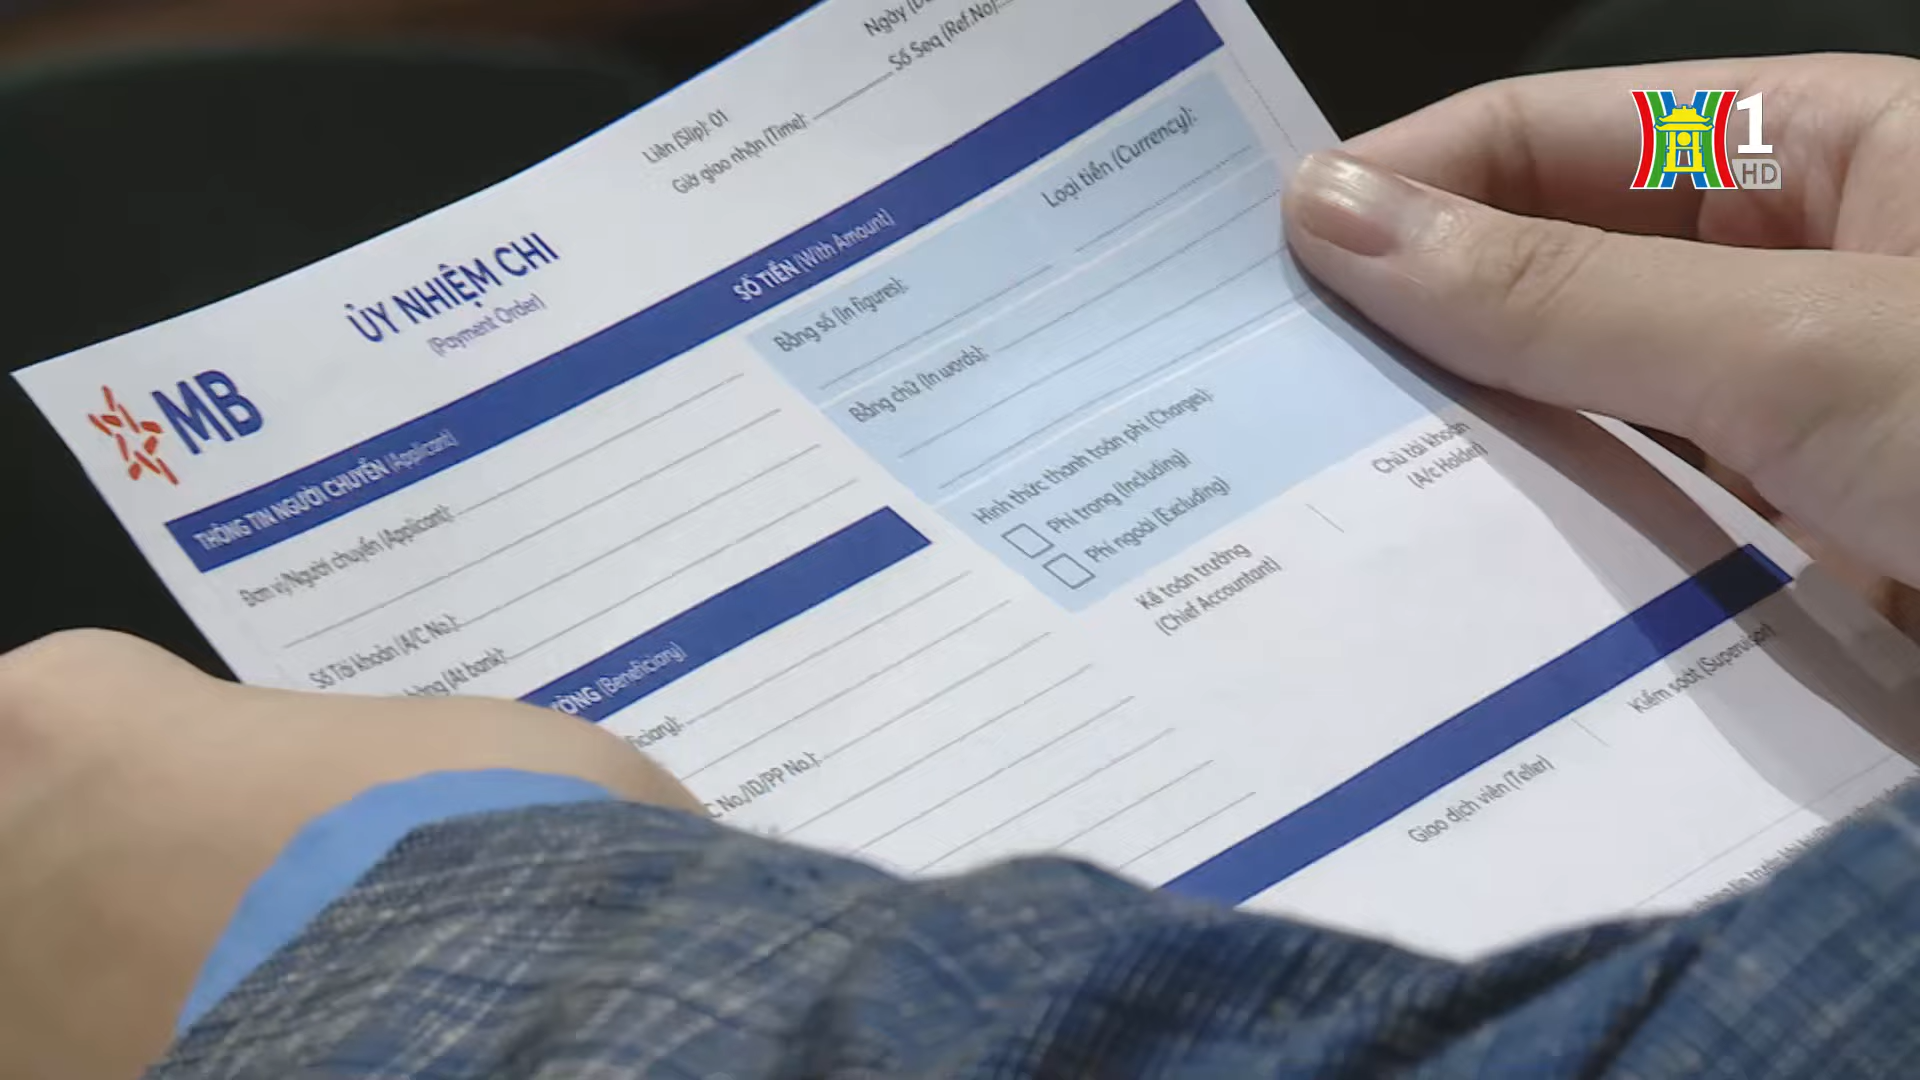 1
HD
Ngày
Số Seq (Ref.No)
Liên (Slip): 01
Giờ giao nhận (Time):
ỦY NHIỆM CHI
(Payment Order)
MB
THÔNG TIN NGƯỜI CHUYỂN (Applicant)
Đơn vị/Người chuyển (Applicant):
Số Tài khoản (A/C No.):
(At bank):
(Beneficiary)
C No./ID/PP No.):
SỐ TIỀN (With Amount)
Loại tiền (Currency):
Bằng số (In figures):
Bằng chữ (In words):
Hình thức thanh toán phí (Charges):
Phí trong (Including)
Phí ngoài (Excluding)
Kế toán trưởng
(Chief Accountant)
Chủ tài khoản
(A/c Holder)
Giao dịch viên (Teller)
Kiểm soát (Supervisor)